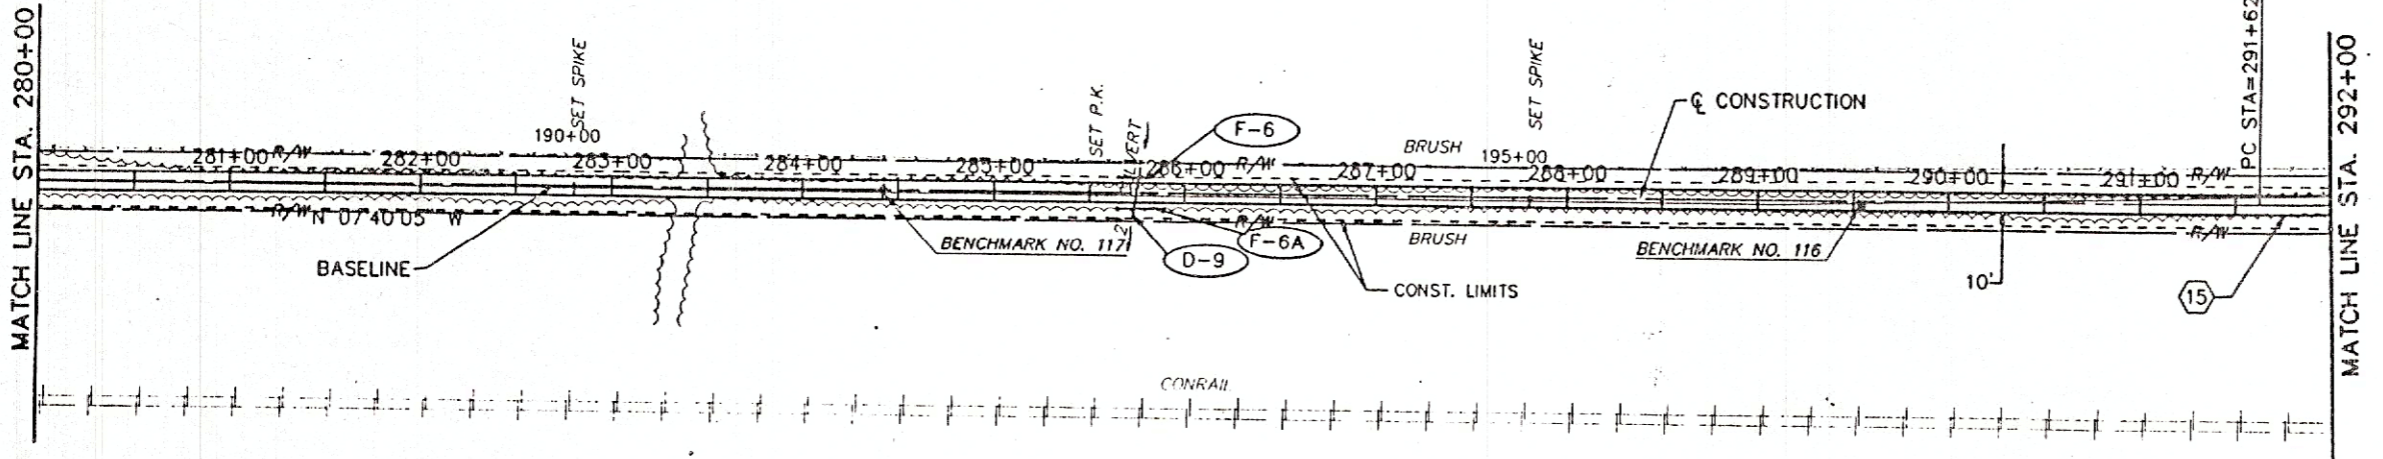 MATCH LINE STA. 280+00
SET SPIKE
190+00
SET P.K.
F-6
BRUSH
195+00
SET SPIKE
℄ CONSTRUCTION
PC STA=291+62
MATCH LINE STA. 292+00
281+00 R/W 282+00 283+00 284+00 285+00 286+00 R/W 287+00 288+00 289+00 290+00 291+00 R/W
R/W N 07°40'05" W
R/W
R/W
BASELINE
BENCHMARK NO. 117
D-9
F-6A
BRUSH
CONST. LIMITS
BENCHMARK NO. 116
10'
15
CONRAIL